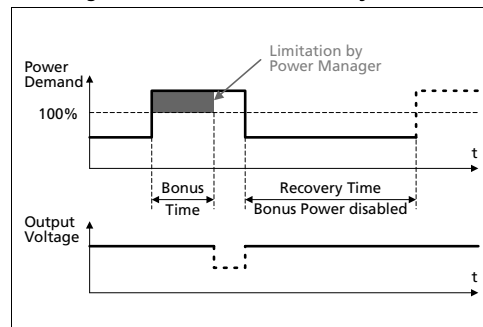 Limitation by
Power Manager
Power
Demand
100%
t
Bonus
Time
Recovery Time
Bonus Power disabled
Output
Voltage
t